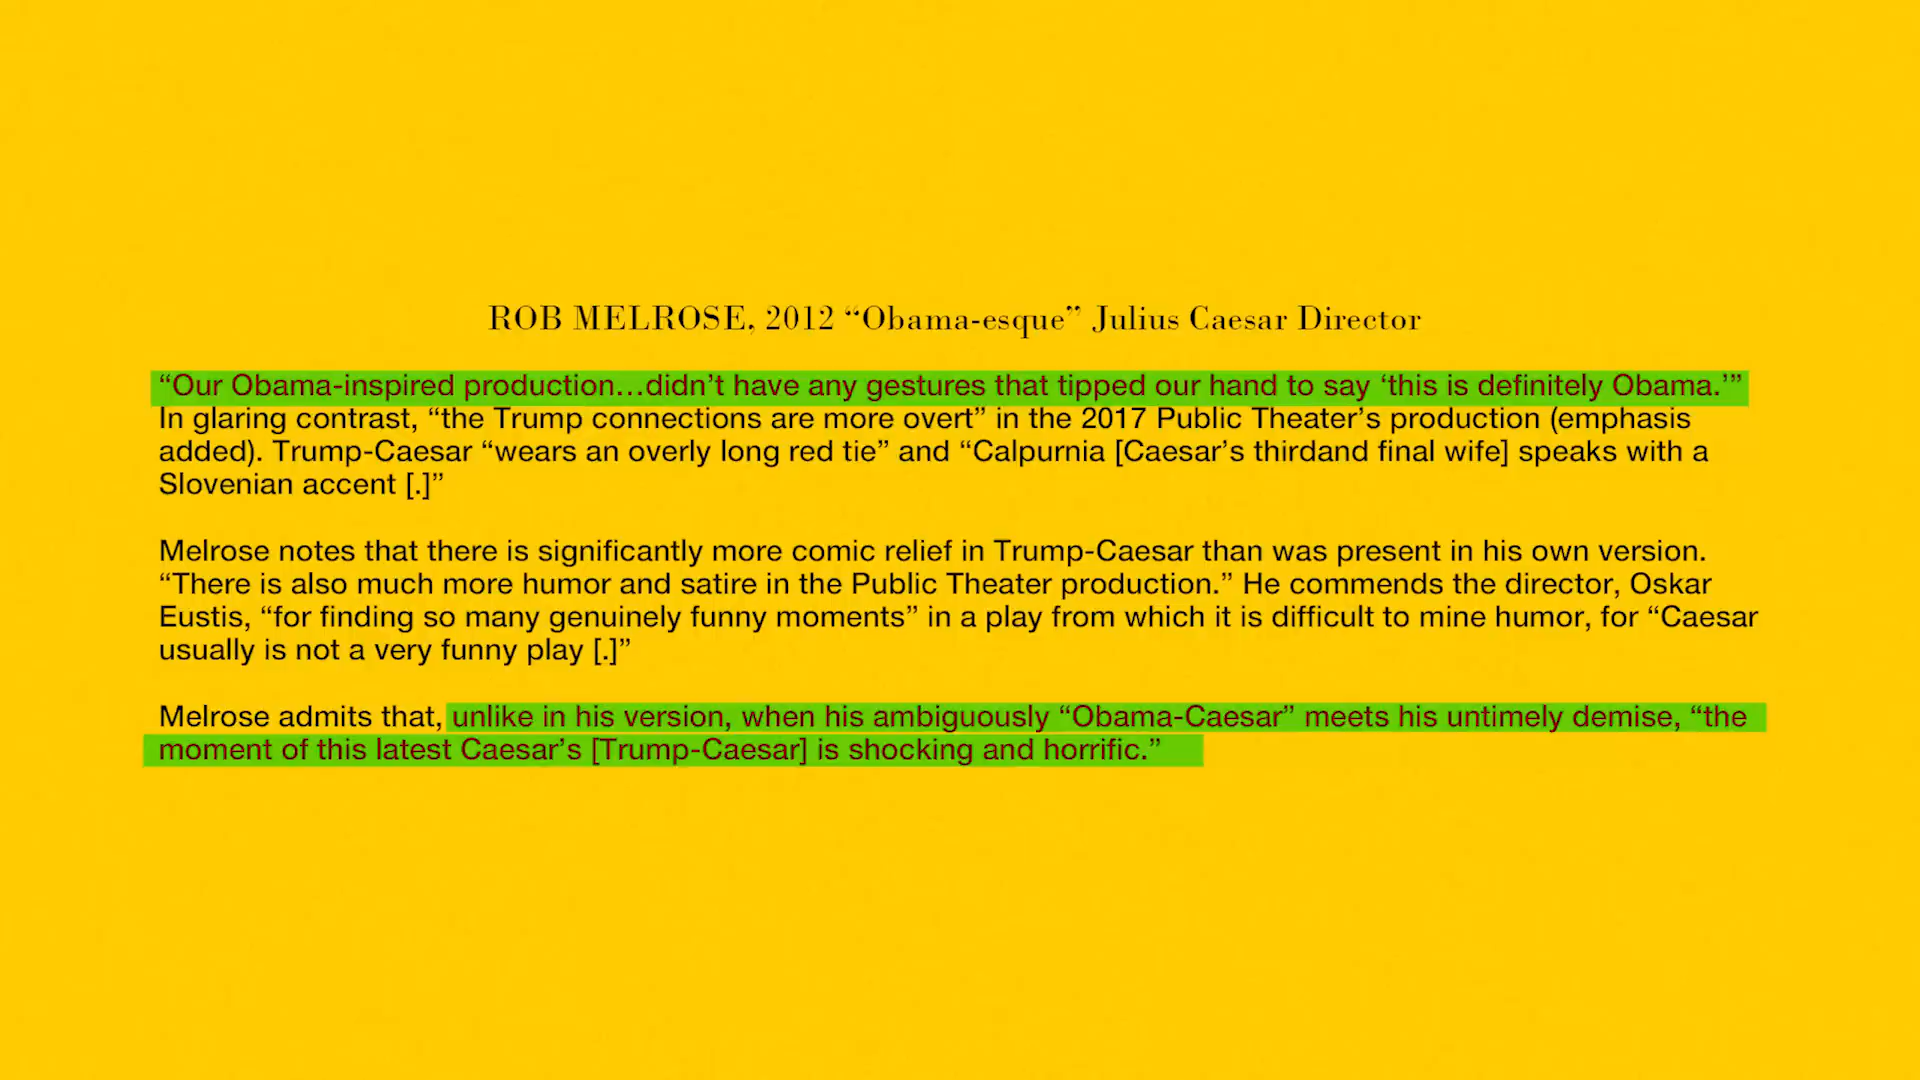 ROB MELROSE, 2012 “Obama-esque” Julius Caesar Director
“Our Obama-inspired production...didn’t have any gestures that tipped our hand to say ‘this is definitely Obama.’”
In glaring contrast, “the Trump connections are more overt” in the 2017 Public Theater’s production (emphasis
added). Trump-Caesar “wears an overly long red tie” and “Calpurnia [Caesar’s thirdand final wife] speaks with a
Slovenian accent [.]”
Melrose notes that there is significantly more comic relief in Trump-Caesar than was present in his own version.
“There is also much more humor and satire in the Public Theater production.” He commends the director, Oskar
Eustis, “for finding so many genuinely funny moments” in a play from which it is difficult to mine humor, for “Caesar
usually is not a very funny play [.]”
Melrose admits that, unlike in his version, when his ambiguously “Obama-Caesar” meets his untimely demise, “the
moment of this latest Caesar’s [Trump-Caesar] is shocking and horrific.”